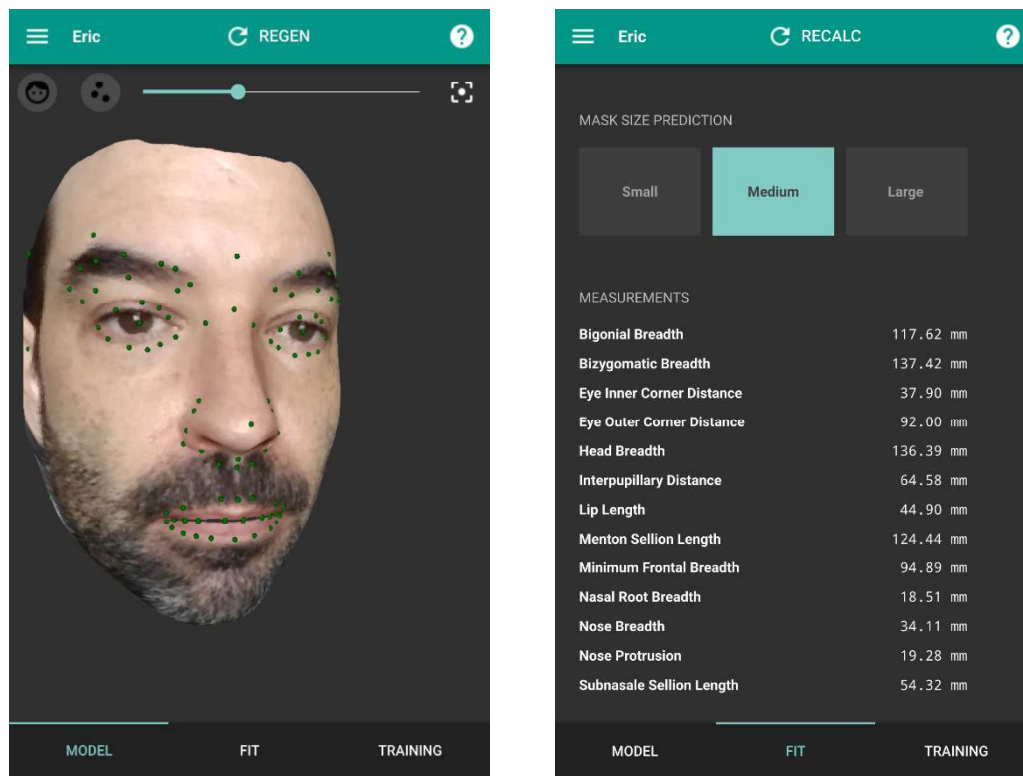 Eric REGEN ?
MODEL FIT TRAINING
Eric RECALC ?
MASK SIZE PREDICTION
Small Medium Large
MEASUREMENTS
Bigonial Breadth 117.62 mm
Bizygomatic Breadth 137.42 mm
Eye Inner Corner Distance 37.90 mm
Eye Outer Corner Distance 92.00 mm
Head Breadth 136.39 mm
Interpupillary Distance 64.58 mm
Lip Length 44.90 mm
Menton Sellion Length 124.44 mm
Minimum Frontal Breadth 94.89 mm
Nasal Root Breadth 18.51 mm
Nose Breadth 34.11 mm
Nose Protrusion 19.28 mm
Subnasale Sellion Length 54.32 mm
MODEL FIT TRAINING